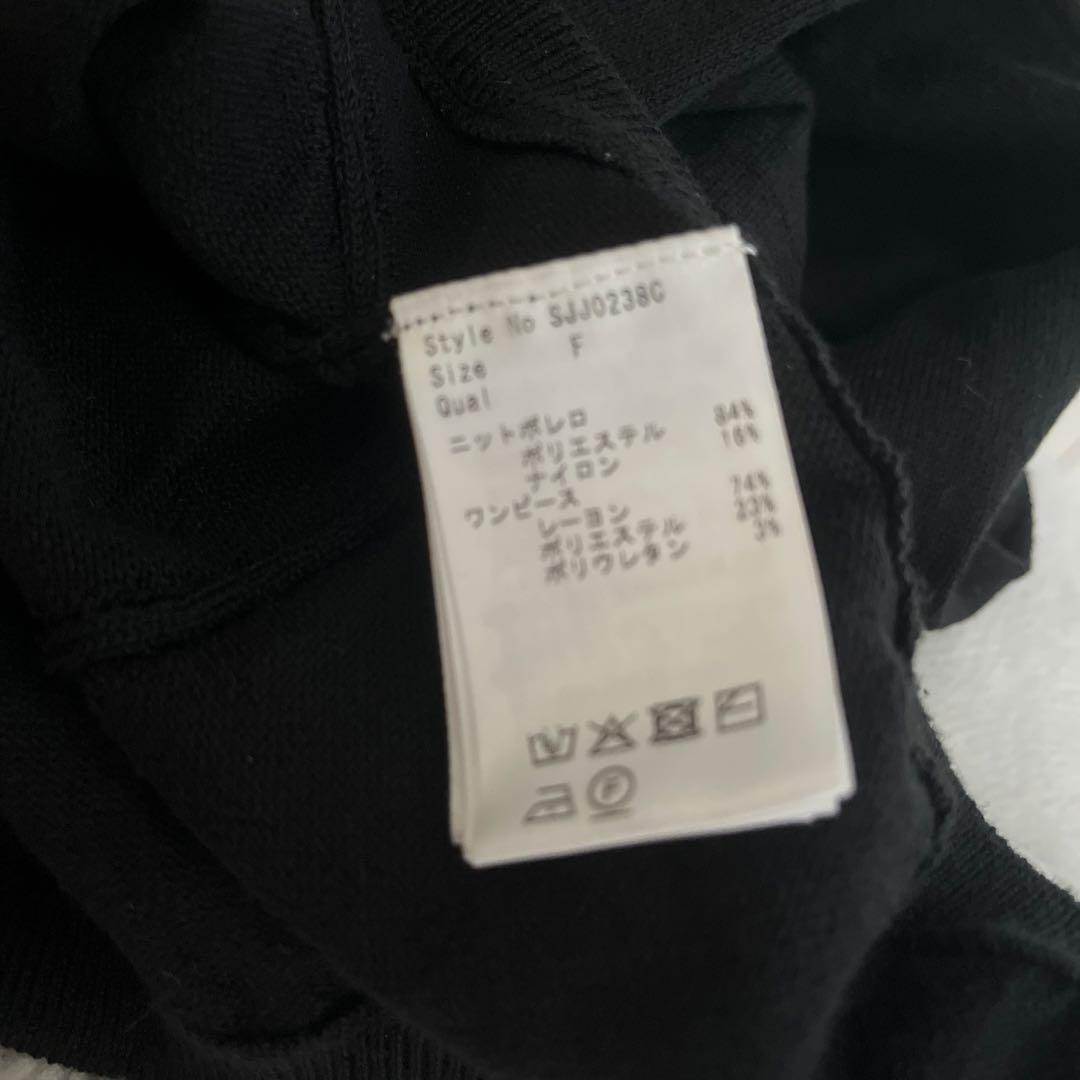 Style No SJJ0238C
Size F
Qual
ニットボレロ
ポリエステル 84%
ナイロン 16%
ワンピース
レーヨン 74%
ポリエステル 23%
ポリウレタン 3%
F